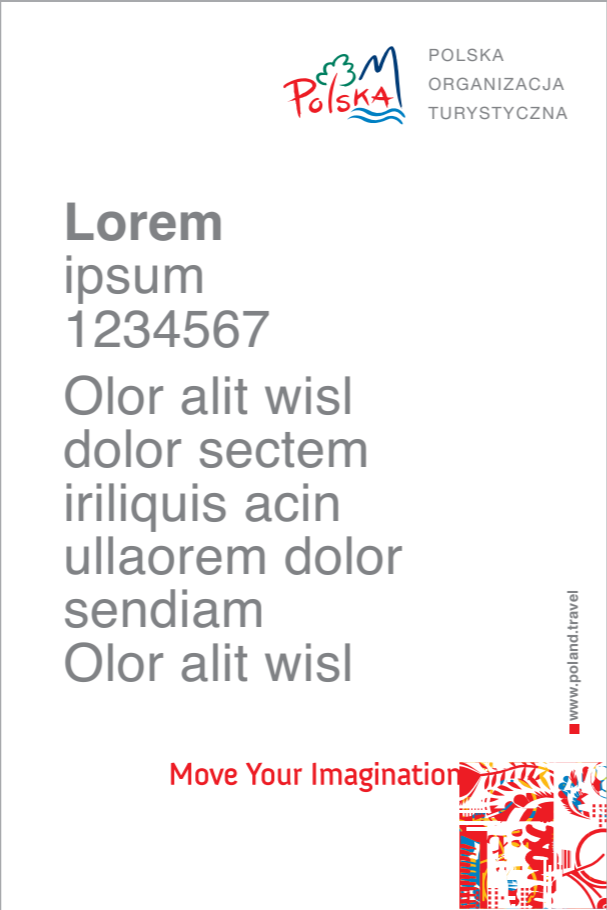 Polska
POLSKA
ORGANIZACJA
TURYSTYCZNA
Lorem
ipsum
1234567
Olor alit wisl
dolor sectem
iriliquis acin
ullaorem dolor
sendiam
Olor alit wisl
www.poland.travel
Move Your Imagination